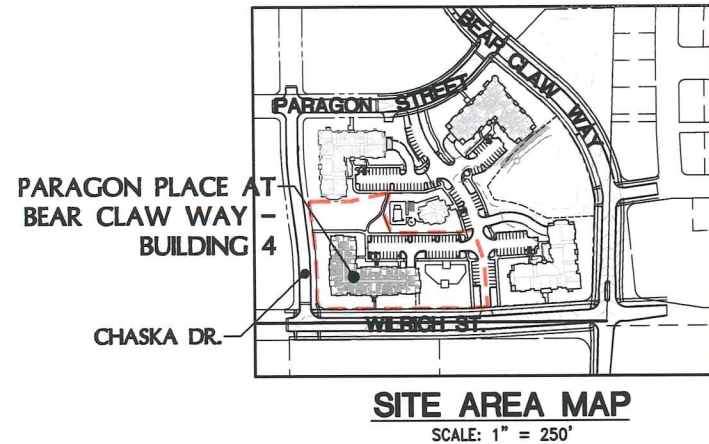 BEAR CLAW WAY
PARAGON STREET
PARAGON PLACE AT
BEAR CLAW WAY –
BUILDING 4
CHASKA DR.
WILRICH ST.
SITE AREA MAP
SCALE: 1" = 250'